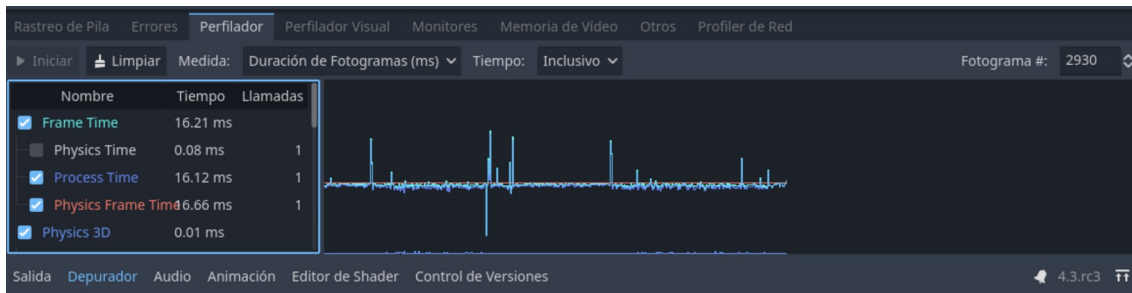 Rastreo de Pila Errores Perfilador Perfilador Visual Monitores Memoria de Vídeo Otros Profiler de Red
Iniciar Limpiar Medida: Duración de Fotogramas (ms) Tiempo: Inclusivo Fotograma #: 2930
Nombre Tiempo Llamadas
Frame Time 16.21 ms
Physics Time 0.08 ms 1
Process Time 16.12 ms 1
Physics Frame Time 16.66 ms 1
Physics 3D 0.01 ms
Salida Depurador Audio Animación Editor de Shader Control de Versiones 4.3.rc3